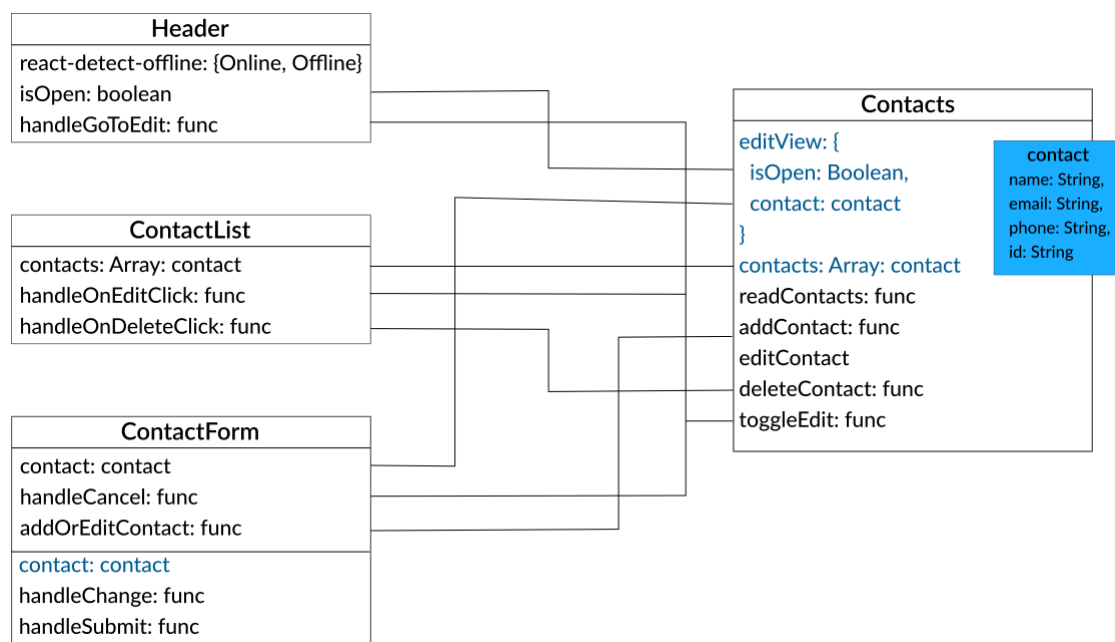 Header
react-detect-offline: {Online, Offline}
isOpen: boolean
handleGoToEdit: func
ContactList
contacts: Array: contact
handleOnEditClick: func
handleOnDeleteClick: func
ContactForm
contact: contact
handleCancel: func
addOrEditContact: func
contact: contact
handleChange: func
handleSubmit: func
Contacts
editView: {
isOpen: Boolean,
contact: contact
}
contacts: Array: contact
readContacts: func
addContact: func
editContact
deleteContact: func
toggleEdit: func
contact
name: String,
email: String,
phone: String,
id: String